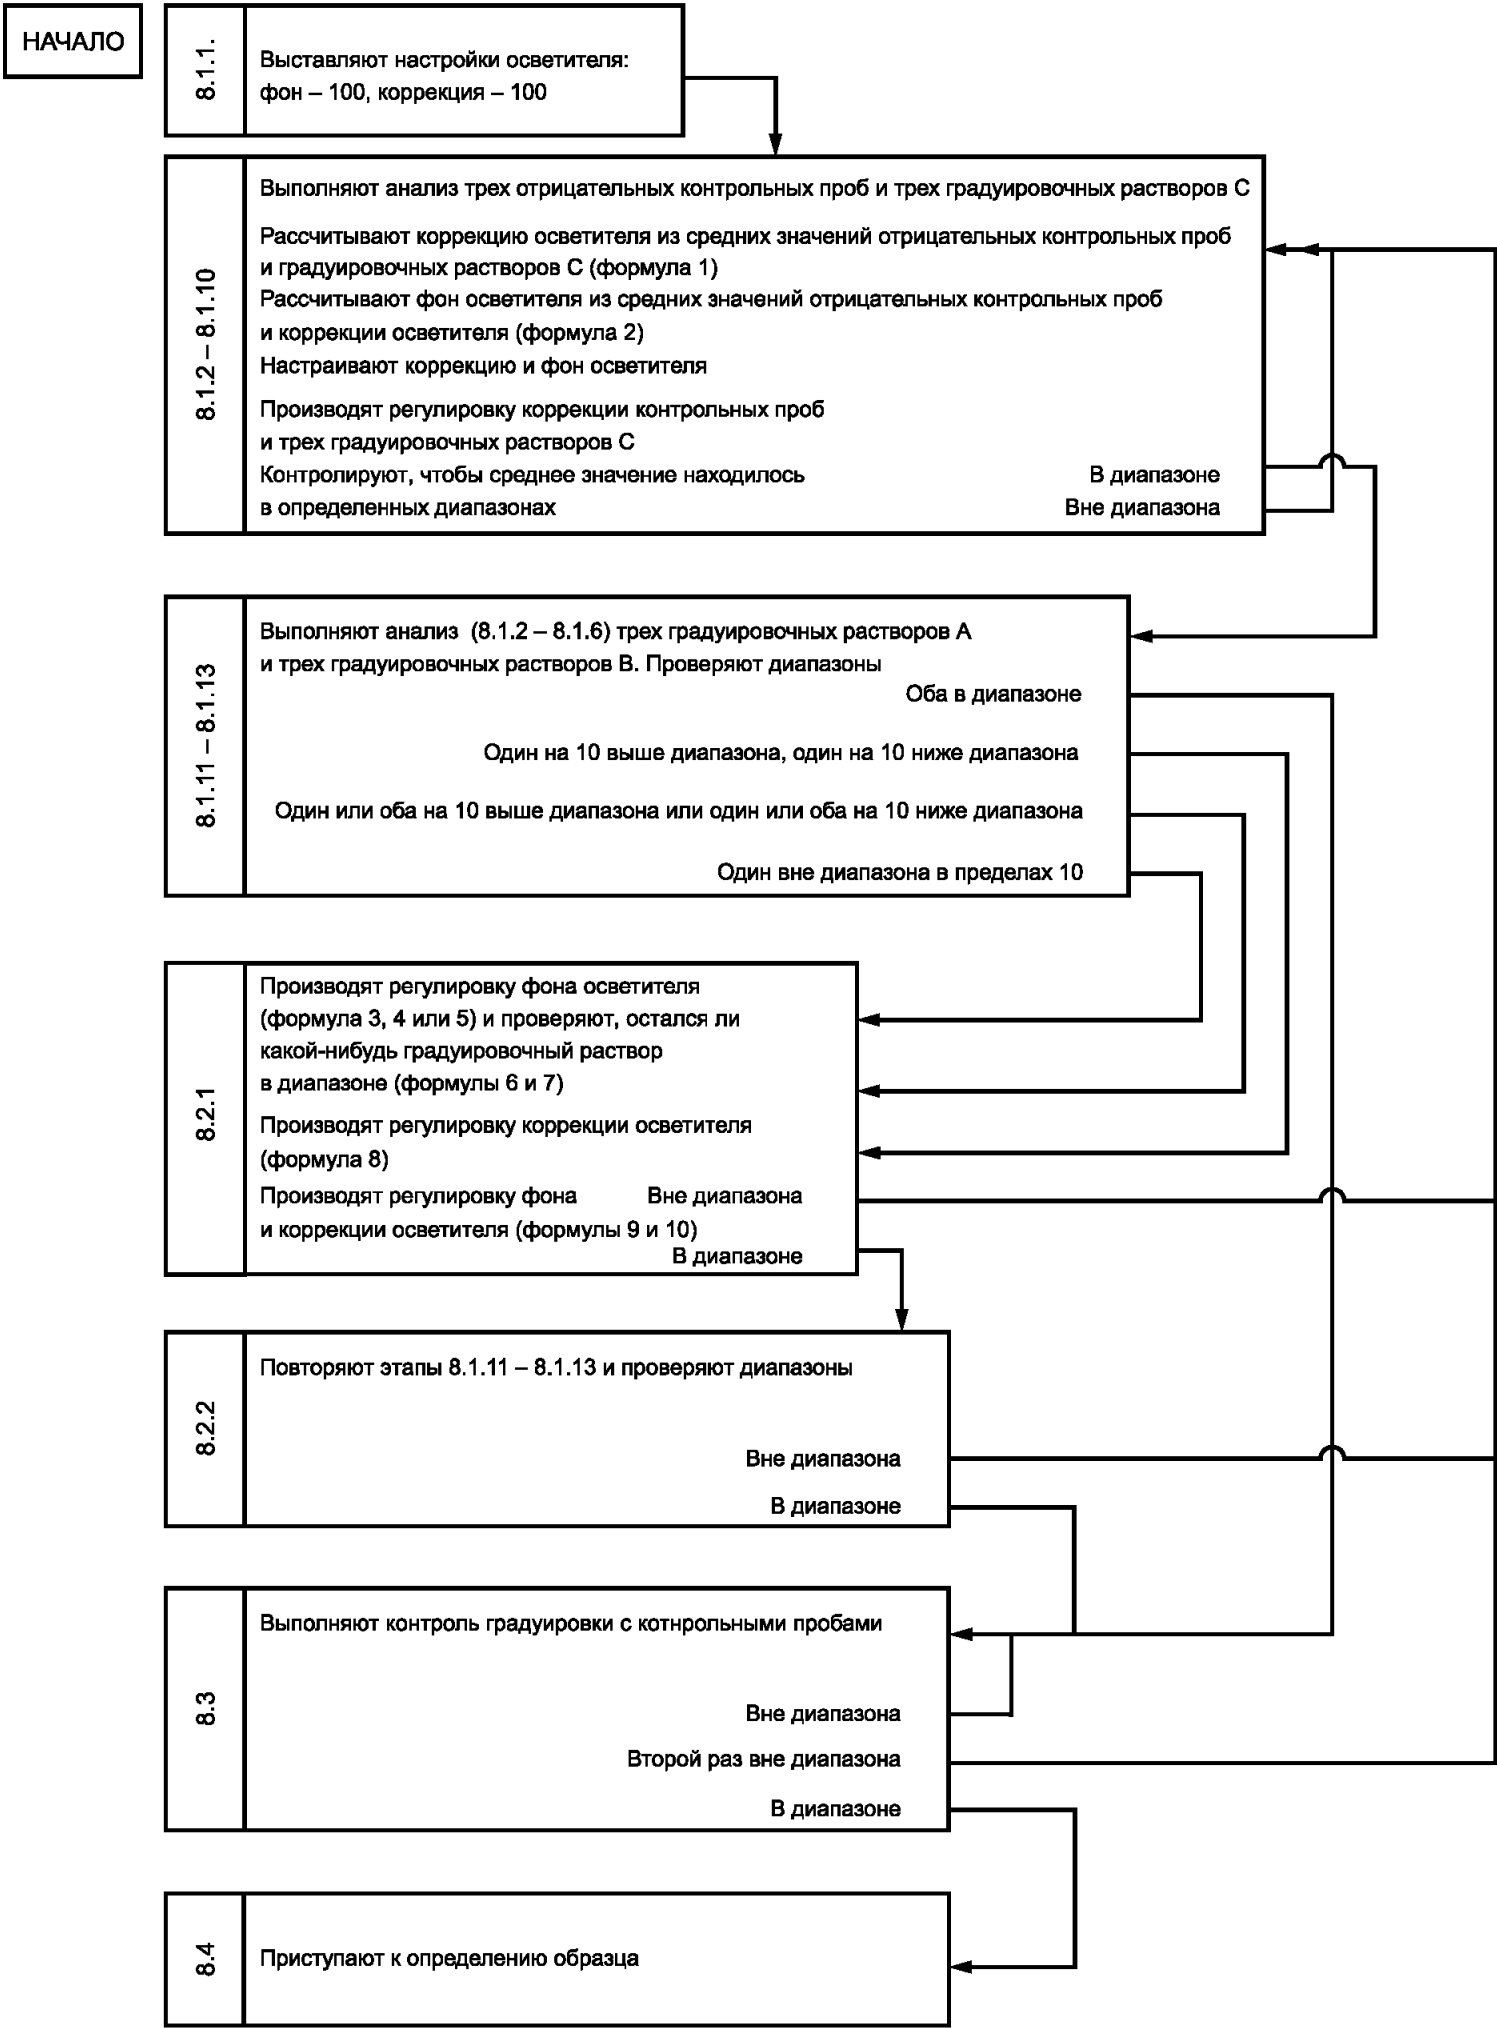 НАЧАЛО
8.1.1.
Выставляют настройки осветителя:
фон – 100, коррекция – 100
8.1.2 – 8.1.10
Выполняют анализ трех отрицательных контрольных проб и трех градуировочных растворов С
Рассчитывают коррекцию осветителя из средних значений отрицательных контрольных проб
и градуировочных растворов С (формула 1)
Рассчитывают фон осветителя из средних значений отрицательных контрольных проб
и коррекции осветителя (формула 2)
Настраивают коррекцию и фон осветителя
Производят регулировку коррекции контрольных проб
и трех градуировочных растворов С
Контролируют, чтобы среднее значение находилось В диапазоне
в определенных диапазонах Вне диапазона
8.1.11 – 8.1.13
Выполняют анализ (8.1.2 – 8.1.6) трех градуировочных растворов А
и трех градуировочных растворов В. Проверяют диапазоны
Оба в диапазоне
Один на 10 выше диапазона, один на 10 ниже диапазона
Один или оба на 10 выше диапазона или один или оба на 10 ниже диапазона
Один вне диапазона в пределах 10
8.2.1
Производят регулировку фона осветителя
(формула 3, 4 или 5) и проверяют, остался ли
какой-нибудь градуировочный раствор
в диапазоне (формулы 6 и 7)
Производят регулировку коррекции осветителя
(формула 8)
Производят регулировку фона Вне диапазона
и коррекции осветителя (формулы 9 и 10)
В диапазоне
8.2.2
Повторяют этапы 8.1.11 – 8.1.13 и проверяют диапазоны
Вне диапазона
В диапазоне
8.3
Выполняют контроль градуировки с котнрольными пробами
Вне диапазона
Второй раз вне диапазона
В диапазоне
8.4
Приступают к определению образца